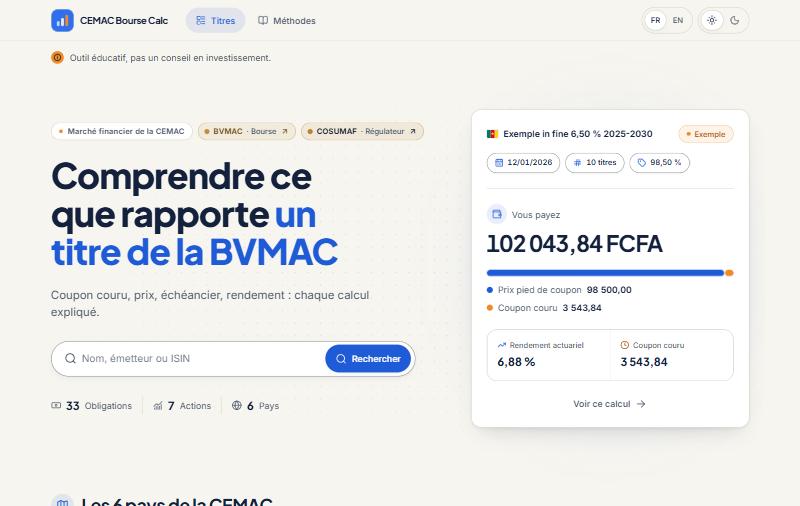 CEMAC Bourse Calc
Titres
Méthodes
FR
EN
Outil éducatif, pas un conseil en investissement.
Marché financier de la CEMAC
BVMAC · Bourse
COSUMAF · Régulateur
Comprendre ce
que rapporte un
titre de la BVMAC
Coupon couru, prix, échéancier, rendement : chaque calcul
expliqué.
Nom, émetteur ou ISIN
Rechercher
33 Obligations
7 Actions
6 Pays
Exemple in fine 6,50 % 2025-2030
Exemple
12/01/2026
10 titres
98,50 %
Vous payez
102 043,84 FCFA
Prix pied de coupon 98 500,00
Coupon couru 3 543,84
Rendement actuariel
6,88 %
Coupon couru
3 543,84
Voir ce calcul
Les 6 pays de la CEMAC